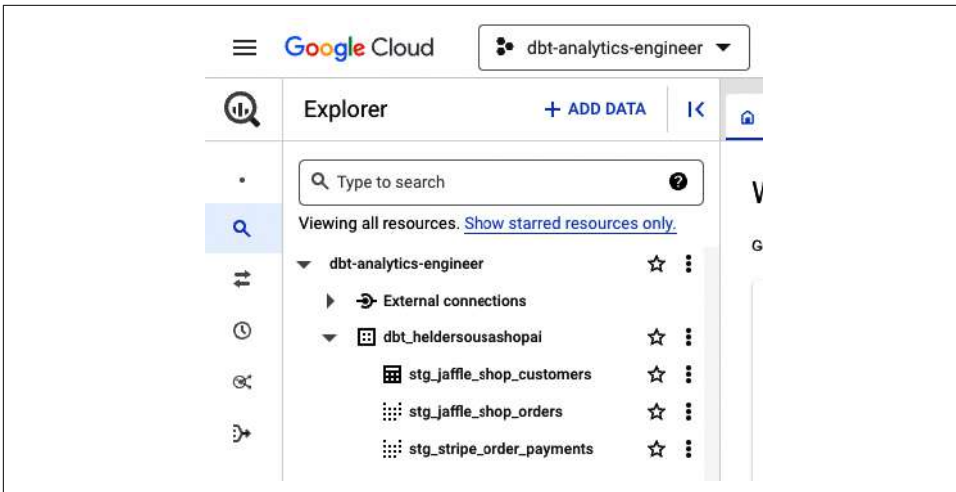 Google Cloud
dbt-analytics-engineer
Explorer
+ ADD DATA
Type to search
Viewing all resources. Show starred resources only.
dbt-analytics-engineer
External connections
dbt_heldersousashopai
stg_jaffle_shop_customers
stg_jaffle_shop_orders
stg_stripe_order_payments